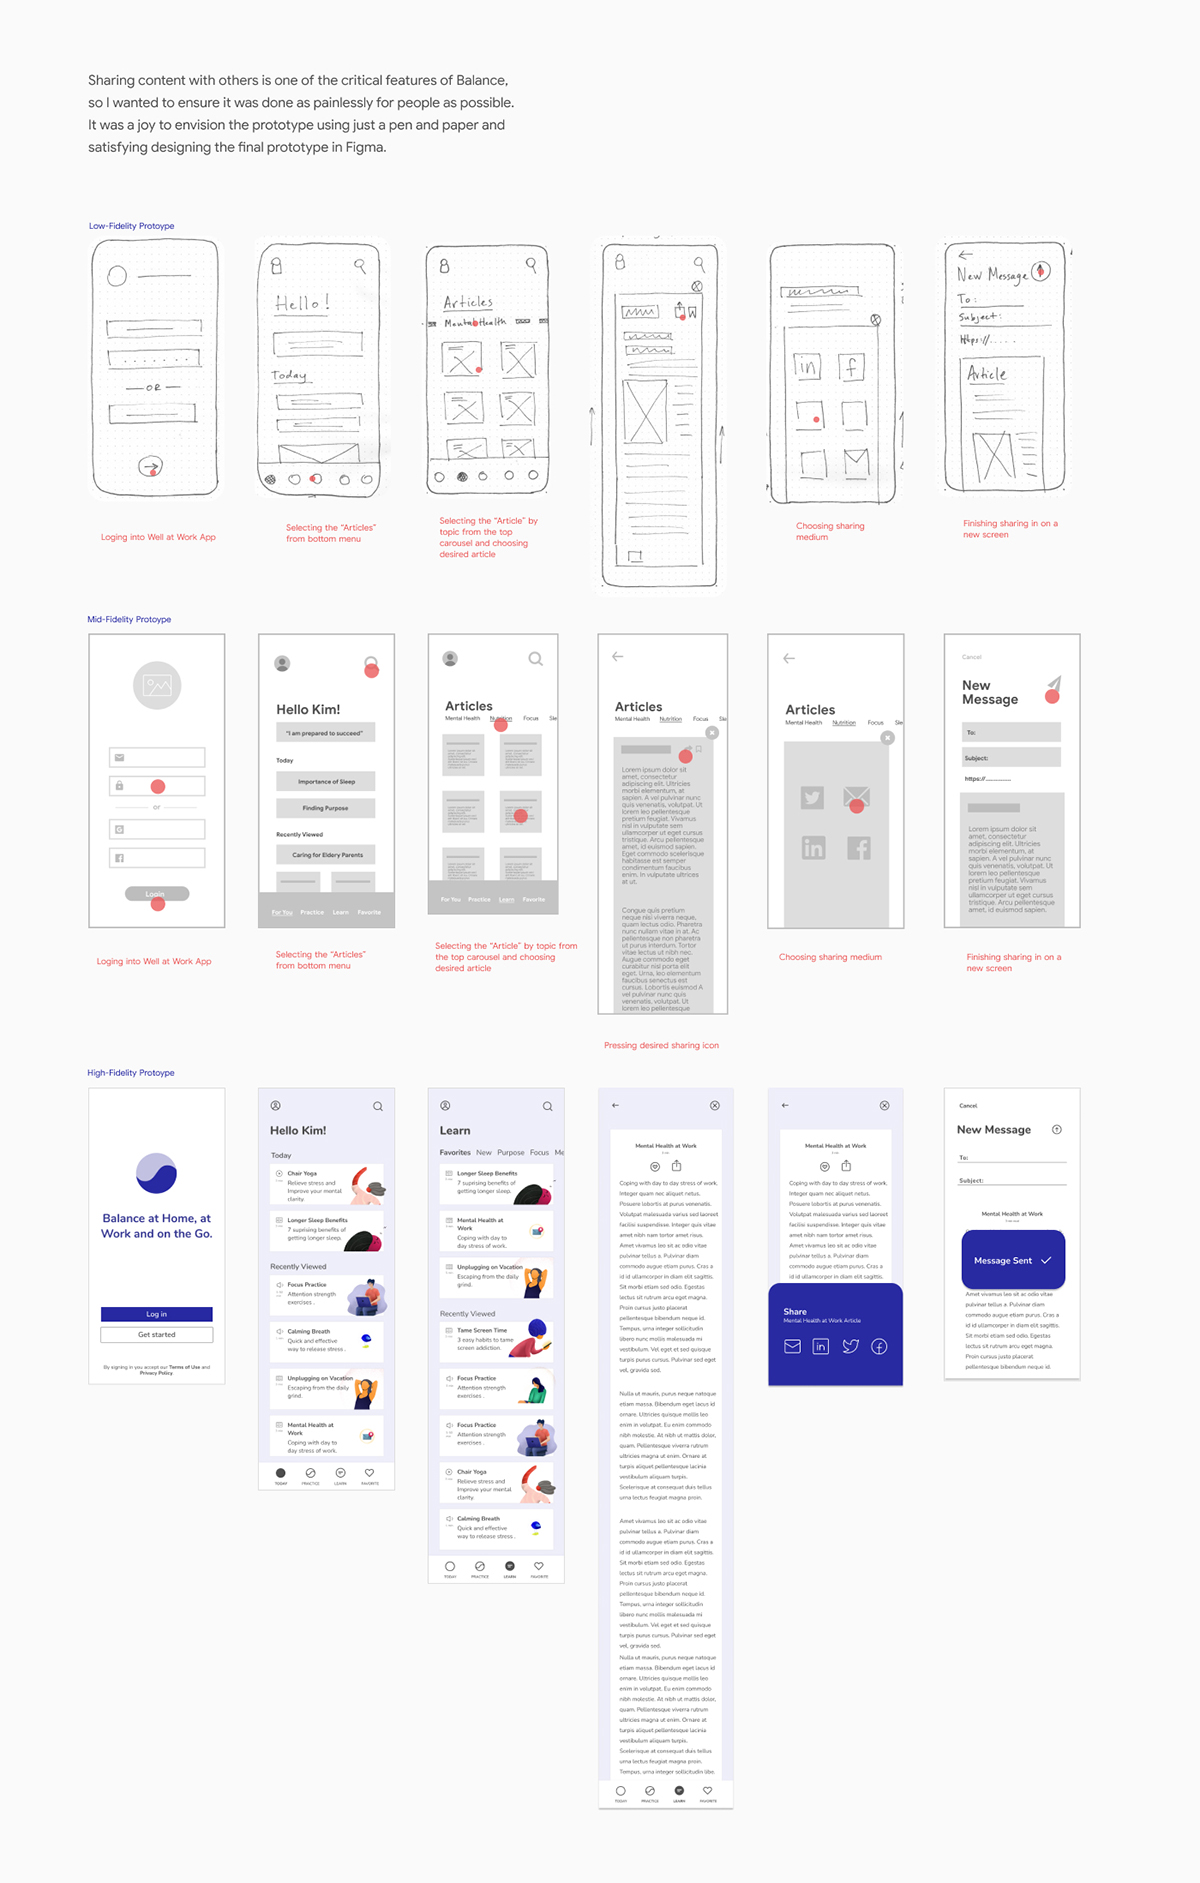 Sharing content with others is one of the critical features of Balance,
so I wanted to ensure it was done as painlessly for people as possible.
It was a joy to envision the prototype using just a pen and paper and
satisfying designing the final prototype in Figma.
Low-Fidelity Protoype
OR
Hello!
Today
Articles
Mental Health
in
f
New Message
To:
Subject:
Https://.....
Article
Loging into Well at Work App
Selecting the "Articles"
from bottom menu
Selecting the "Article" by
topic from the top
carousel and choosing
desired article
Choosing sharing
medium
Finishing sharing in on a
new screen
Mid-Fidelity Protoype
or
Login
Hello Kim!
"I am prepared to succeed"
Today
Importance of Sleep
Finding Purpose
Recently Viewed
Caring for Eldery Parents
For You Practice Learn Favorite
Articles
Mental Health Nutrition Focus Sle
For You Practice Learn Favorite
Articles
Mental Health Nutrition Focus Sle
Lorem ipsum dolor sit
amet, consectetur
adipiscing elit. Ultricies
morbi elementum, at
sapien. A vel pulvinar nunc
quis venenatis, volutpat. Ut
lorem leo pellentesque
pretium feugiat. Vivamus
nisl in vulputate sem
ullamcorper ut eget cursus
tristique. Arcu pellentesque
amet, id euismod sapien.
Eget commodo scelerisque
habitasse est semper
condimentum faucibus
enim. In vulputate ultrices
at ut.
Congue quis pretium
neque nisi viverra neque,
quam lectus odio. Pharetra
nunc nullam vitae in at. Ac
pellentesque non pharetra
ut purus interdum. Tortor
vitae lectus ut nibh nec.
Augue commodo eget
curabitur nisi porta elit
eget. Urna, leo elementum
faucibus senectus est
cursus. Lobortis euismod A
vel pulvinar nunc quis
venenatis, volutpat. Ut
lorem leo pellentesque
Articles
Mental Health Nutrition Focus Sle
Cancel
New
Message
To:
Subject:
https://
Lorem ipsum dolor sit
amet, consectetur
adipiscing elit. Ultricies
morbi elementum, at
sapien. A vel pulvinar nunc
quis venenatis, volutpat. Ut
lorem leo pellentesque
pretium feugiat. Vivamus
nisl in vulputate sem
ullamcorper ut eget cursus
tristique. Arcu pellentesque
amet, id euismod sapien.
Loging into Well at Work App
Selecting the "Articles"
from bottom menu
Selecting the "Article" by topic from
the top carousel and choosing
desired article
Pressing desired sharing icon
Choosing sharing medium
Finishing sharing in on a
new screen
High-Fidelity Protoype
Balance at Home, at
Work and on the Go.
Log in
Get started
By signing in you accept our Terms of Use and
Privacy Policy.
Hello Kim!
Today
Chair Yoga
Relieve stress and
Improve your mental
clarity.
Longer Sleep Benefits
7 suprising benefits of
getting longer sleep.
Recently Viewed
Focus Practice
Attention strength
exercises .
Calming Breath
Quick and effective
way to release stress .
Unplugging on Vacation
Escaping from the daily
grind.
Mental Health at
Work
Coping with day to
day stress of work.
TODAY PRACTICE LEARN FAVORITE
Learn
Favorites New Purpose Focus Me
Longer Sleep Benefits
7 suprising benefits of
getting longer sleep.
Mental Health at
Work
Coping with day to
day stress of work.
Unplugging on Vacation
Escaping from the daily
grind.
Recently Viewed
Tame Screen Time
3 easy habits to tame
screen addiction.
Focus Practice
Attention strength
exercises .
Focus Practice
Attention strength
exercises .
Chair Yoga
Relieve stress and
Improve your mental
clarity.
Calming Breath
Quick and effective
way to release stress .
TODAY PRACTICE LEARN FAVORITE
Mental Health at Work
Coping with day to day stress of work.
Integer quam nec aliquet netus.
Posuere lobortis at purus venenatis.
Volutpat malesuada varius sed laoreet
facilisi suspendisse. Integer quis vitae
amet nibh nam tortor amet risus.
Amet vivamus leo sit ac odio vitae
pulvinar tellus. Pulvinar diam
commodo quam et euismod. Cras a
id id ullamcorper in diam elit sagittis.
Sit morbi etiam sed odio. Egestas
lectus sit rutrum arcu eget magna.
Proin cursus justo placerat
pellentesque bibendum neque id.
Tempus, urna integer sollicitudin
libero nunc mollis malesuada mi
vestibulum. Vel eget et sed quisque
turpis purus cursus. Pulvinar sed eget
vel, gravida sed.
Nulla ut mauris, purus neque natoque
etiam massa. Bibendum eget lacus id
ornare. Ultricies quisque mollis leo
enim in volutpat. Eu enim commodo
nibh molestie. At nibh ut mattis dolor,
quam. Pellentesque viverra rutrum
ultricies magna ut enim. Ornare at
turpis aliquet pellentesque lacinia
vestibulum aliquam turpis.
Scelerisque at consequat duis tellus
urna lectus feugiat magna proin.
Amet vivamus leo sit ac odio vitae
pulvinar tellus a. Pulvinar diam
commodo quam et euismod. Cras a
id id ullamcorper in diam elit sagittis.
Sit morbi etiam sed odio. Egestas
lectus sit rutrum arcu eget magna.
Proin cursus justo placerat
pellentesque bibendum neque id.
Tempus, urna integer sollicitudin
libero nunc mollis malesuada mi
vestibulum. Vel eget et sed quisque
turpis purus cursus. Pulvinar sed eget
vel, gravida sed.
Nulla ut mauris, purus neque natoque
etiam massa. Bibendum eget lacus id
ornare. Ultricies quisque mollis leo
enim in volutpat. Eu enim commodo
nibh molestie. At nibh ut mattis dolor,
quam. Pellentesque viverra rutrum
ultricies magna ut enim. Ornare at
turpis aliquet pellentesque lacinia
vestibulum aliquam turpis.
Scelerisque at consequat duis tellus
urna lectus feugiat magna proin.
Tempus, urna integer sollicitudin libe.
TODAY PRACTICE LEARN FAVORITE
Mental Health at Work
Coping with day to day stress of work.
Integer quam nec aliquet netus.
Posuere lobortis at purus venenatis.
Volutpat malesuada varius sed laoreet
facilisi suspendisse. Integer quis vitae
amet nibh nam tortor amet risus.
Amet vivamus leo sit ac odio vitae
pulvinar tellus a. Pulvinar diam
commodo quam et euismod. Cras a
id id ullamcorper in diam elit sagittis.
Share
Mental Health at Work Article
Cancel
New Message
To:
Subject:
Mental Health at Work
Message Sent
Amet vivamus leo sit ac odio vitae
pulvinar tellus a. Pulvinar diam
commodo quam et euismod. Cras a
id id ullamcorper in diam elit sagittis.
Sit morbi etiam sed odio. Egestas
lectus sit rutrum arcu eget magna.
Proin cursus justo placerat
pellentesque bibendum neque id.